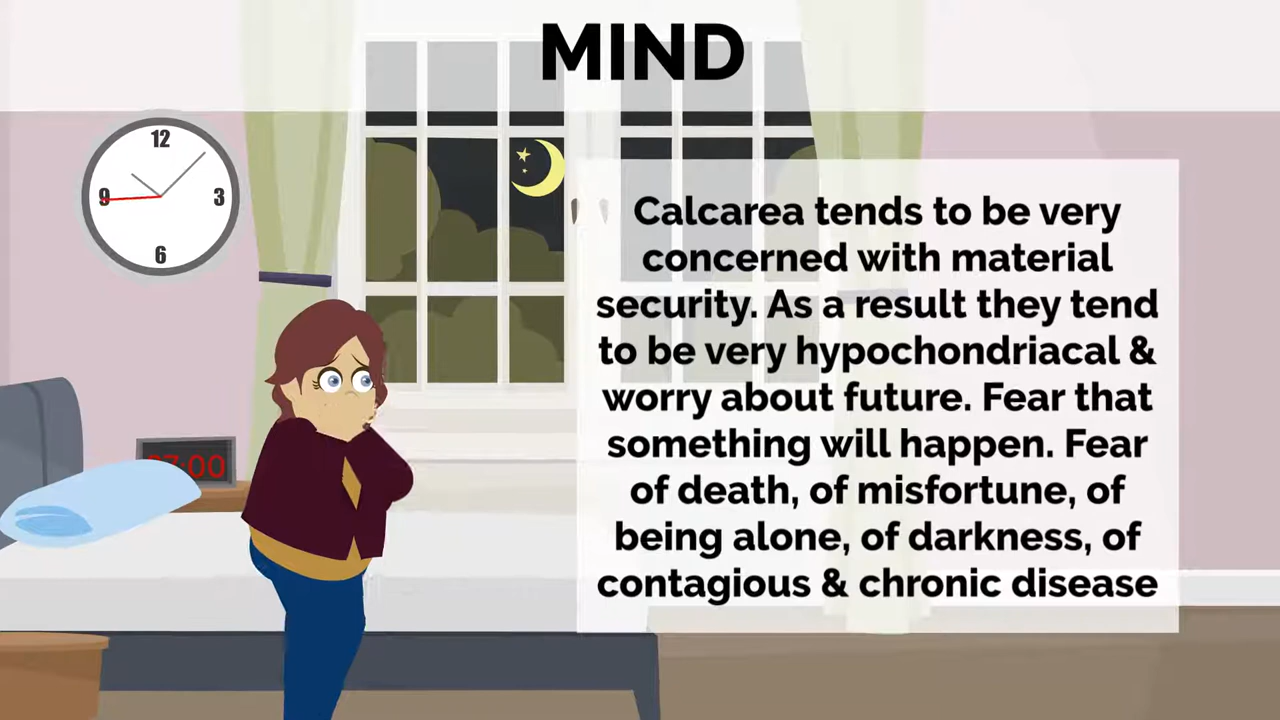 MIND
12
9
3
6
07:00
Calcarea tends to be very
concerned with material
security. As a result they tend
to be very hypochondriacal &
worry about future. Fear that
something will happen. Fear
of death, of misfortune, of
being alone, of darkness, of
contagious & chronic disease